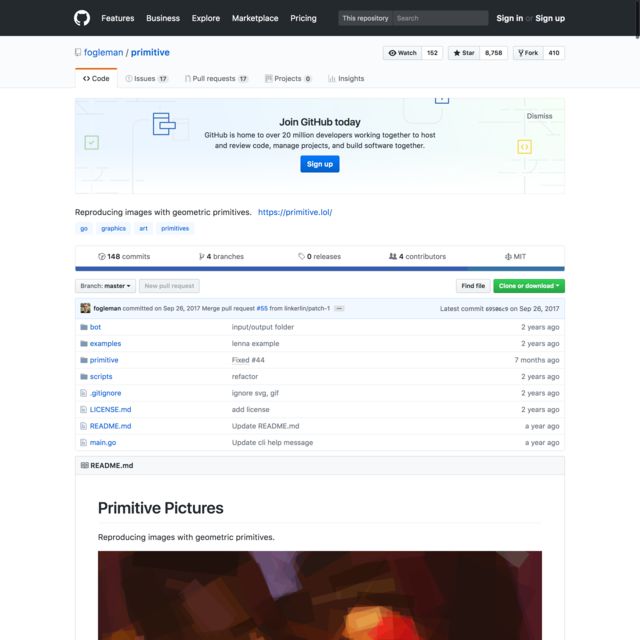 Features Business Explore Marketplace Pricing This repository Search Sign in or Sign up
fogleman / primitive Watch 152 Star 8,758 Fork 410
Code Issues 17 Pull requests 17 Projects 0 Insights
Dismiss
Join GitHub today
GitHub is home to over 20 million developers working together to host
and review code, manage projects, and build software together.
Sign up
Reproducing images with geometric primitives. https://primitive.lol/
go graphics art primitives
148 commits 4 branches 0 releases 4 contributors MIT
Branch: master New pull request Find file Clone or download
fogleman committed on Sep 26, 2017 Merge pull request #55 from linkerlin/patch-1 Latest commit on Sep 26, 2017
bot input/output folder 2 years ago
examples lenna example 2 years ago
primitive Fixed #44 7 months ago
scripts refactor 2 years ago
.gitignore ignore svg, gif 2 years ago
LICENSE.md add license 2 years ago
README.md Update README.md a year ago
main.go Update cli help message a year ago
README.md
Primitive Pictures
Reproducing images with geometric primitives.